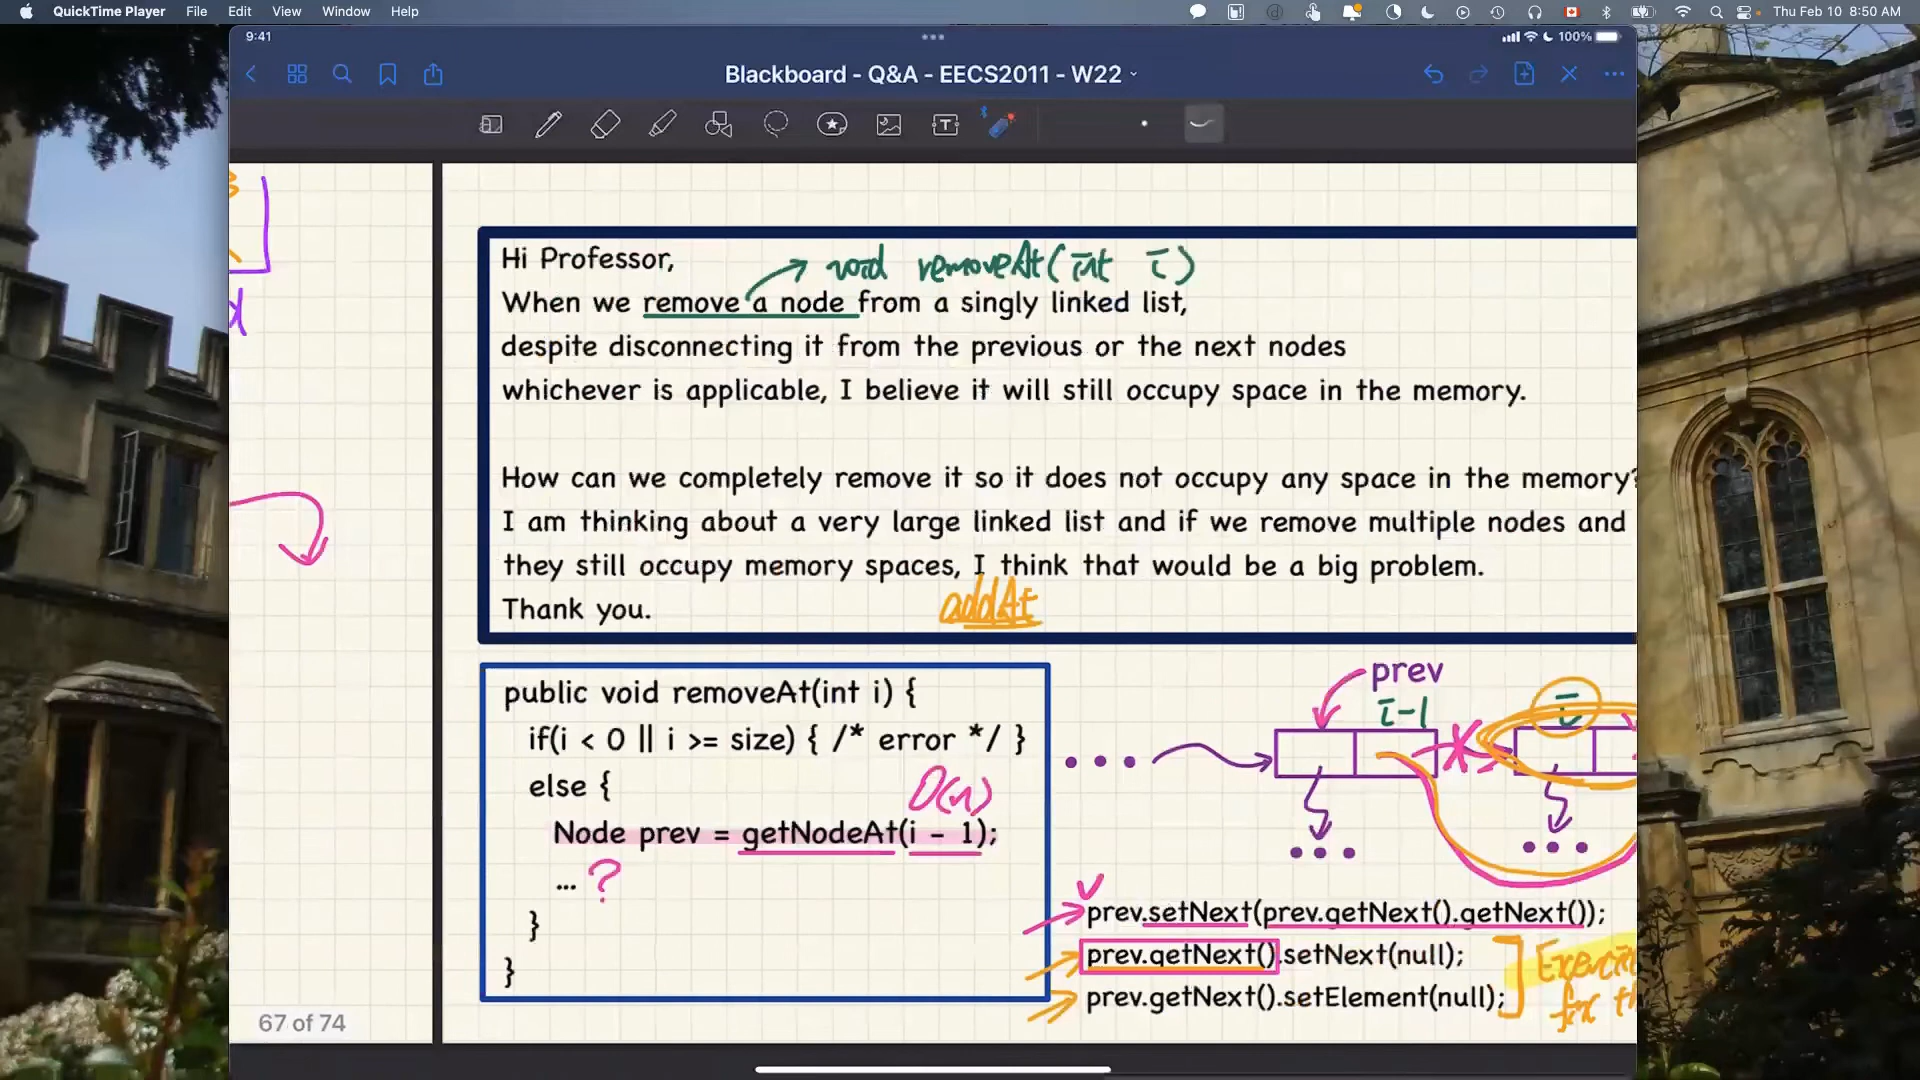 QuickTime Player File Edit View Window Help
Thu Feb 10 8:50 AM
9:41
100%
Blackboard - Q&A - EECS2011 - W22
Hi Professor,
void removeAt(int i)
When we remove a node from a singly linked list,
despite disconnecting it from the previous or the next nodes
whichever is applicable, I believe it will still occupy space in the memory.
How can we completely remove it so it does not occupy any space in the memory?
I am thinking about a very large linked list and if we remove multiple nodes and
they still occupy memory spaces, I think that would be a big problem.
Thank you.
addAt
public void removeAt(int i) {
if(i < 0 || i >= size) { /* error */ }
else {
O(n)
Node prev = getNodeAt(i - 1);
... ?
}
}
prev
i-1
i
prev.setNext(prev.getNext().getNext());
prev.getNext().setNext(null);
prev.getNext().setElement(null);
67 of 74